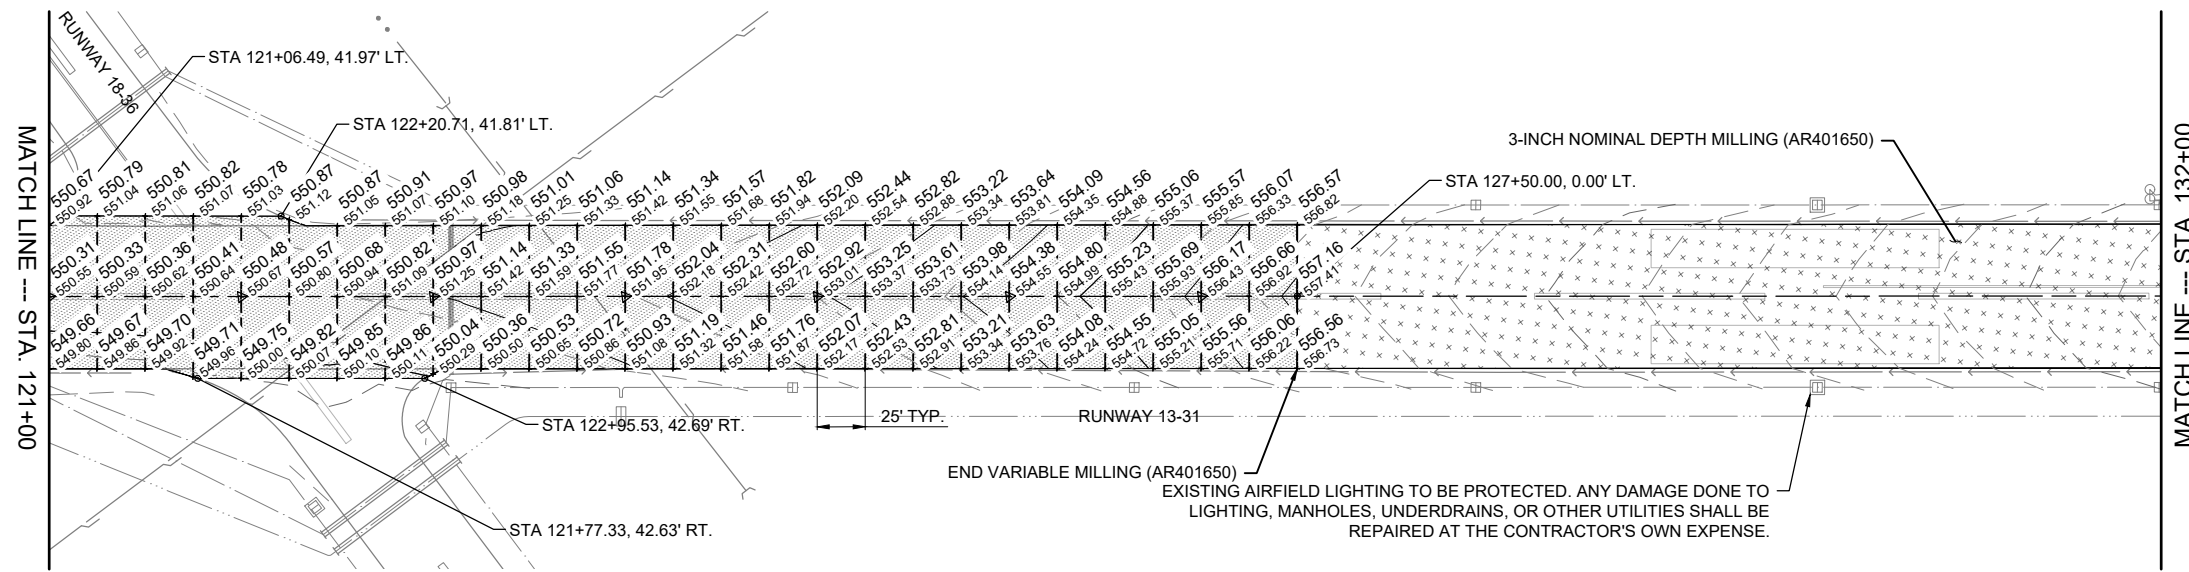 MATCH LINE --- STA. 121+00
RUNWAY 18-36
STA 121+06.49, 41.97' LT.
STA 122+20.71, 41.81' LT.
3-INCH NOMINAL DEPTH MILLING (AR401650)
STA 127+50.00, 0.00' LT.
550.67 550.79 550.81 550.82 550.78 550.87 550.87 550.91 550.97 550.98 551.01 551.06 551.14 551.34 551.57 551.82 552.09 552.44 552.82 553.22 553.64 554.09 554.56 555.06 555.57 556.07 556.57
550.92 551.04 551.06 551.07 551.03 551.12 551.05 551.07 551.10 551.18 551.25 551.33 551.42 551.55 551.68 551.94 552.20 552.54 552.88 553.34 553.81 554.35 554.88 555.37 555.85 556.33 556.82
550.31 550.33 550.36 550.41 550.48 550.57 550.68 550.82 550.97 551.14 551.33 551.55 551.78 552.04 552.31 552.60 552.92 553.25 553.61 553.98 554.38 554.80 555.23 555.69 556.17 556.66 557.16
550.55 550.59 550.62 550.64 550.67 550.80 550.94 551.09 551.25 551.42 551.59 551.77 551.95 552.18 552.42 552.72 553.01 553.37 553.73 554.14 554.55 554.99 555.43 555.93 556.43 556.92 557.41
549.66 549.67 549.70 549.71 549.75 549.82 549.85 549.86 550.04 550.36 550.53 550.72 550.93 551.19 551.46 551.76 552.07 552.43 552.81 553.21 553.63 554.08 554.55 555.05 555.56 556.06 556.56
549.80 549.86 549.92 549.96 550.00 550.07 550.10 550.11 550.29 550.50 550.65 550.86 551.08 551.32 551.58 551.87 552.17 552.53 552.91 553.34 553.76 554.24 554.72 555.21 555.71 556.22 556.73
STA 122+95.53, 42.69' RT.
25' TYP.
RUNWAY 13-31
END VARIABLE MILLING (AR401650)
EXISTING AIRFIELD LIGHTING TO BE PROTECTED. ANY DAMAGE DONE TO
LIGHTING, MANHOLES, UNDERDRAINS, OR OTHER UTILITIES SHALL BE
REPAIRED AT THE CONTRACTOR'S OWN EXPENSE.
STA 121+77.33, 42.63' RT.
MATCH LINE --- STA. 132+00